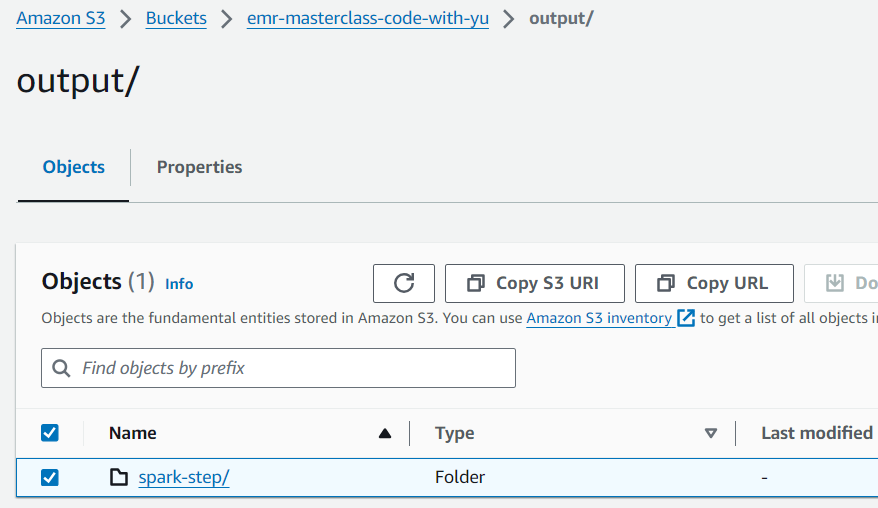 Amazon S3 > Buckets > emr-masterclass-code-with-yu > output/
output/
Objects Properties
Objects (1) Info Copy S3 URI Copy URL
Objects are the fundamental entities stored in Amazon S3. You can use Amazon S3 inventory to get a list of all objects
Find objects by prefix
Name Type Last modified
spark-step/ Folder -